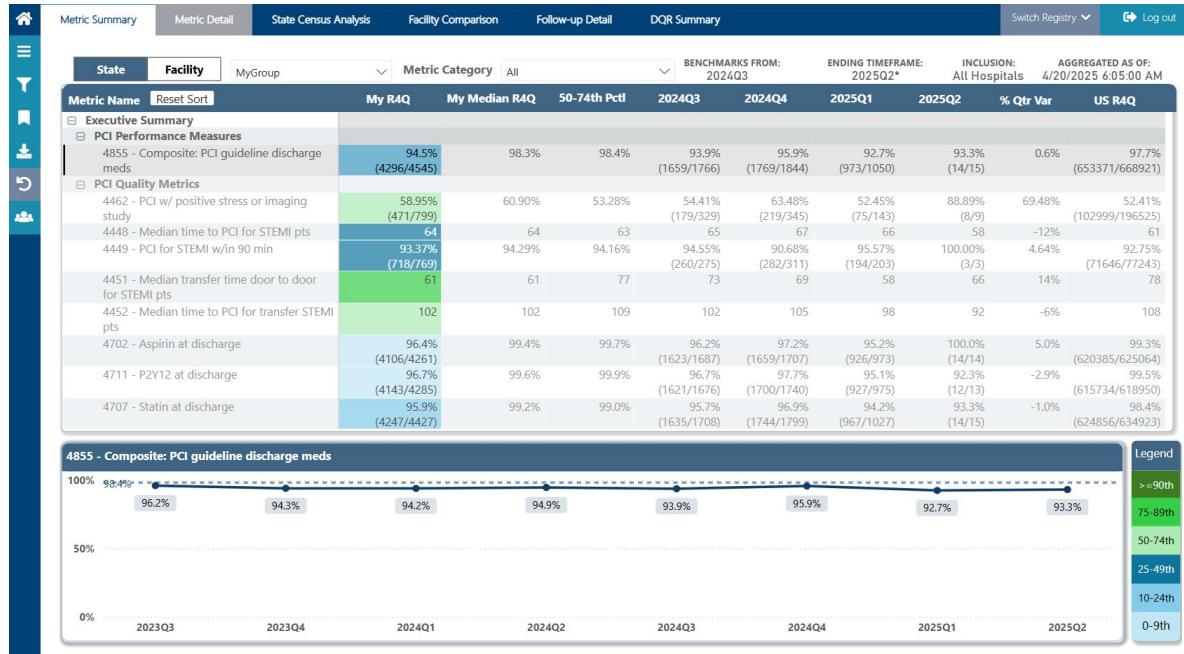 Metric Summary Metric Detail State Census Analysis Facility Comparison Follow-up Detail DQR Summary Switch Registry Log out
State Facility MyGroup Metric Category All BENCHMARKS FROM: 2024Q3 ENDING TIMEFRAME: 2025Q2* INCLUSION: All Hospitals AGGREGATED AS OF: 4/20/2025 6:05:00 AM
Metric Name Reset Sort My R4Q My Median R4Q 50-74th Pctl 2024Q3 2024Q4 2025Q1 2025Q2 % Qtr Var US R4Q
Executive Summary
PCI Performance Measures
4855 - Composite: PCI guideline discharge 94.5% 98.3% 98.4% 93.9% 95.9% 92.7% 93.3% 0.6% 97.7%
meds (4296/4545) (1659/1766) (1769/1844) (973/1050) (14/15) (653371/668921)
PCI Quality Metrics
4462 - PCI w/ positive stress or imaging 58.95% 60.90% 53.28% 54.41% 63.48% 52.45% 88.89% 69.48% 52.41%
study (471/799) (179/329) (219/345) (75/143) (8/9) (102999/196525)
4448 - Median time to PCI for STEMI pts 64 64 63 65 67 66 58 -12% 61
4449 - PCI for STEMI w/in 90 min 93.37% 94.29% 94.16% 94.55% 90.68% 95.57% 100.00% 4.64% 92.75%
(718/769) (260/275) (282/311) (194/203) (3/3) (71646/77243)
4451 - Median transfer time door to door 61 61 77 73 69 58 66 14% 78
for STEMI pts
4452 - Median time to PCI for transfer STEMI 102 102 109 102 105 98 92 -6% 108
pts
4702 - Aspirin at discharge 96.4% 99.4% 99.7% 96.2% 97.2% 95.2% 100.0% 5.0% 99.3%
(4106/4261) (1623/1687) (1659/1707) (926/973) (14/14) (620385/625064)
4711 - P2Y12 at discharge 96.7% 99.6% 99.9% 96.7% 97.7% 95.1% 92.3% -2.9% 99.5%
(4143/4285) (1621/1676) (1700/1740) (927/975) (12/13) (615734/618950)
4707 - Statin at discharge 95.9% 99.2% 99.0% 95.7% 96.9% 94.2% 93.3% -1.0% 98.4%
(4247/4427) (1635/1708) (1744/1799) (967/1027) (14/15) (624856/634923)
4855 - Composite: PCI guideline discharge meds
100% 98.4%
96.2% 94.3% 94.2% 94.9% 93.9% 95.9% 92.7% 93.3%
50%
0%
2023Q3 2023Q4 2024Q1 2024Q2 2024Q3 2024Q4 2025Q1 2025Q2
Legend
>=90th
75-89th
50-74th
25-49th
10-24th
0-9th